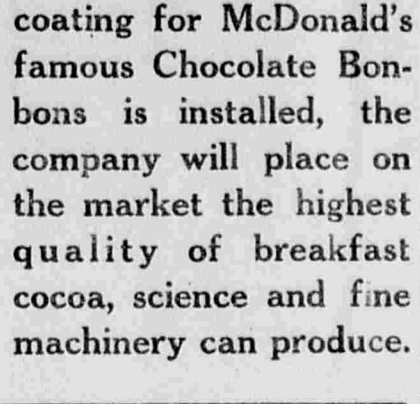 coating for McDonald's
famous Chocolate Bon-
bons is installed, the
company will place on
the market the highest
quality of breakfast
cocoa, science and fine
machinery can produce.